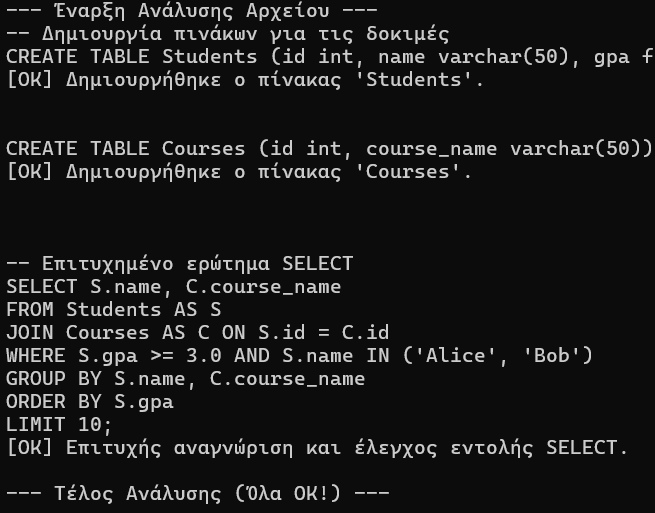 --- Έναρξη Ανάλυσης Αρχείου ---
-- Δημιουργία πινάκων για τις δοκιμές
CREATE TABLE Students (id int, name varchar(50), gpa f
[OK] Δημιουργήθηκε ο πίνακας 'Students'.
CREATE TABLE Courses (id int, course_name varchar(50))
[OK] Δημιουργήθηκε ο πίνακας 'Courses'.
-- Επιτυχημένο ερώτημα SELECT
SELECT S.name, C.course_name
FROM Students AS S
JOIN Courses AS C ON S.id = C.id
WHERE S.gpa >= 3.0 AND S.name IN ('Alice', 'Bob')
GROUP BY S.name, C.course_name
ORDER BY S.gpa
LIMIT 10;
[OK] Επιτυχής αναγνώριση και έλεγχος εντολής SELECT.
--- Τέλος Ανάλυσης (Όλα OK!) ---